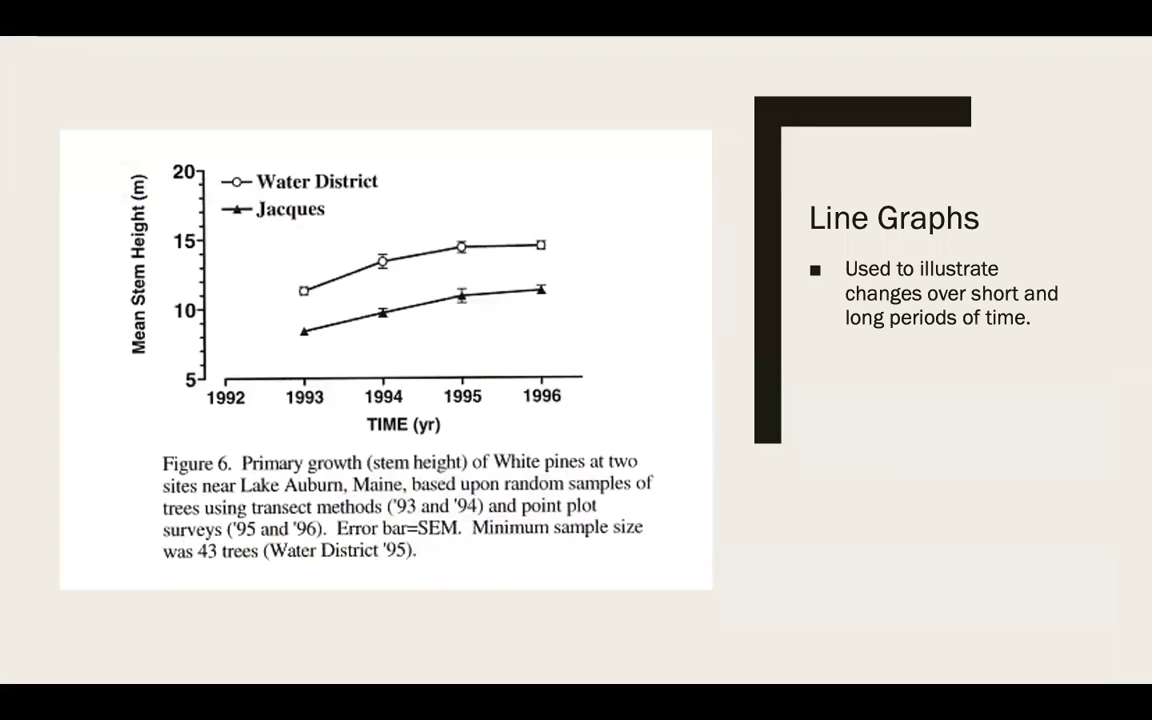 20
15
10
5
Mean Stem Height (m)
Water District
Jacques
1992 1993 1994 1995 1996
TIME (yr)
Figure 6. Primary growth (stem height) of White pines at two
sites near Lake Auburn, Maine, based upon random samples of
trees using transect methods ('93 and '94) and point plot
surveys ('95 and '96). Error bar=SEM. Minimum sample size
was 43 trees (Water District '95).
Line Graphs
■ Used to illustrate
changes over short and
long periods of time.